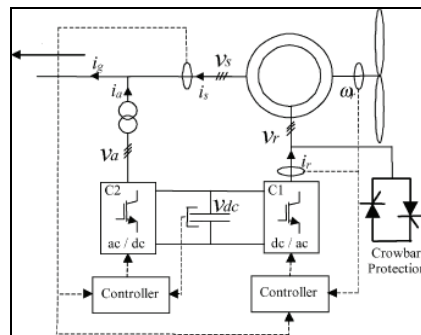 i_g
v_s
i_a
i_s
ω_r
v_r
v_a
i_r
C2
v_dc
C1
ac / dc
dc / ac
Crowbar
Protection
Controller
Controller